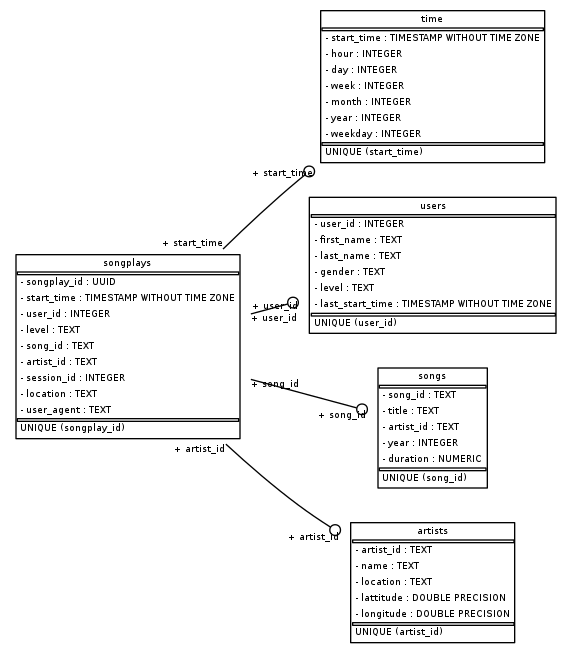 time
- start_time : TIMESTAMP WITHOUT TIME ZONE
- hour : INTEGER
- day : INTEGER
- week : INTEGER
- month : INTEGER
- year : INTEGER
- weekday : INTEGER
UNIQUE (start_time)
+ start_time
+ start_time
users
- user_id : INTEGER
- first_name : TEXT
- last_name : TEXT
- gender : TEXT
- level : TEXT
- last_start_time : TIMESTAMP WITHOUT TIME ZONE
UNIQUE (user_id)
songplays
- songplay_id : UUID
- start_time : TIMESTAMP WITHOUT TIME ZONE
- user_id : INTEGER
- level : TEXT
- song_id : TEXT
- artist_id : TEXT
- session_id : INTEGER
- location : TEXT
- user_agent : TEXT
UNIQUE (songplay_id)
+ user_id
+ user_id
+ song_id
+ song_id
songs
- song_id : TEXT
- title : TEXT
- artist_id : TEXT
- year : INTEGER
- duration : NUMERIC
UNIQUE (song_id)
+ artist_id
+ artist_id
artists
- artist_id : TEXT
- name : TEXT
- location : TEXT
- lattitude : DOUBLE PRECISION
- longitude : DOUBLE PRECISION
UNIQUE (artist_id)